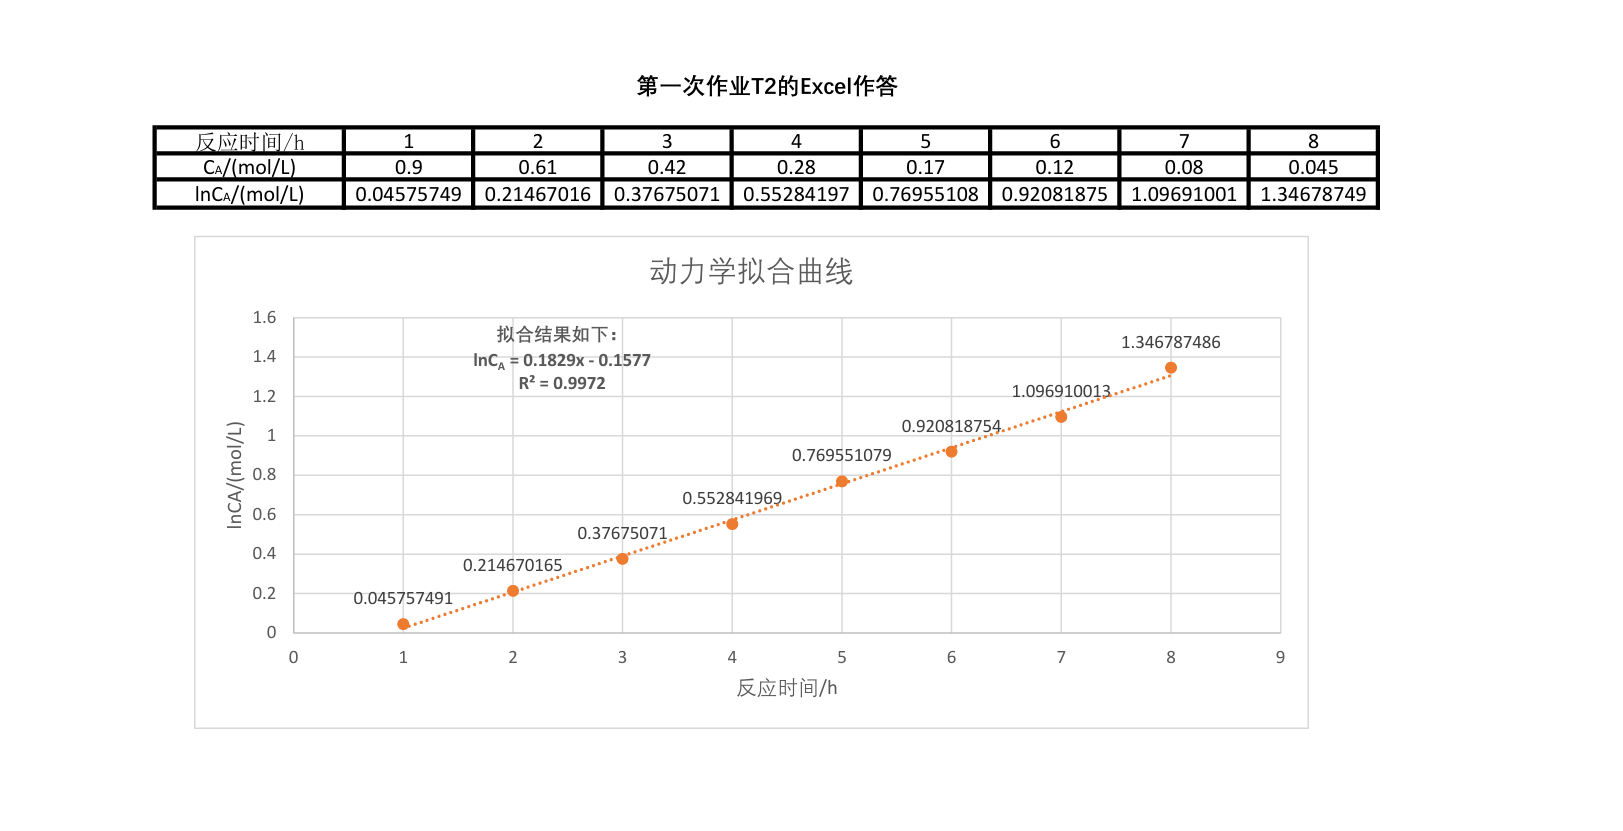 第一次作业T2的Excel作答
反应时间/h 1 2 3 4 5 6 7 8
CA/(mol/L) 0.9 0.61 0.42 0.28 0.17 0.12 0.08 0.045
lnCA/(mol/L) 0.04575749 0.21467016 0.37675071 0.55284197 0.76955108 0.92081875 1.09691001 1.34678749
动力学拟合曲线
拟合结果如下：
lnCA = 0.1829x - 0.1577
R² = 0.9972
1.6
1.4
1.2
1
0.8
0.6
0.4
0.2
0
lnCA/(mol/L)
0.045757491
0.214670165
0.37675071
0.552841969
0.769551079
0.920818754
1.096910013
1.346787486
0 1 2 3 4 5 6 7 8 9
反应时间/h